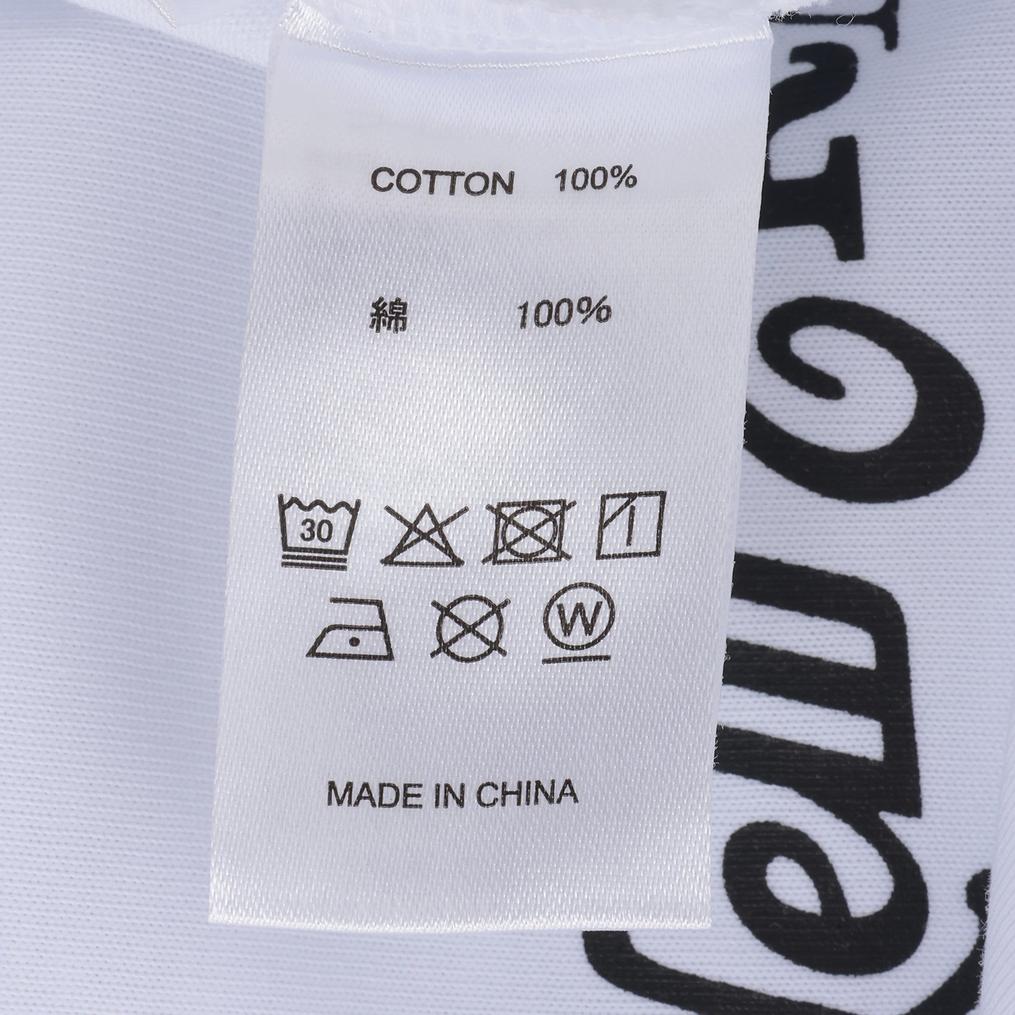 COTTON 100%
綿 100%
30
W
MADE IN CHINA